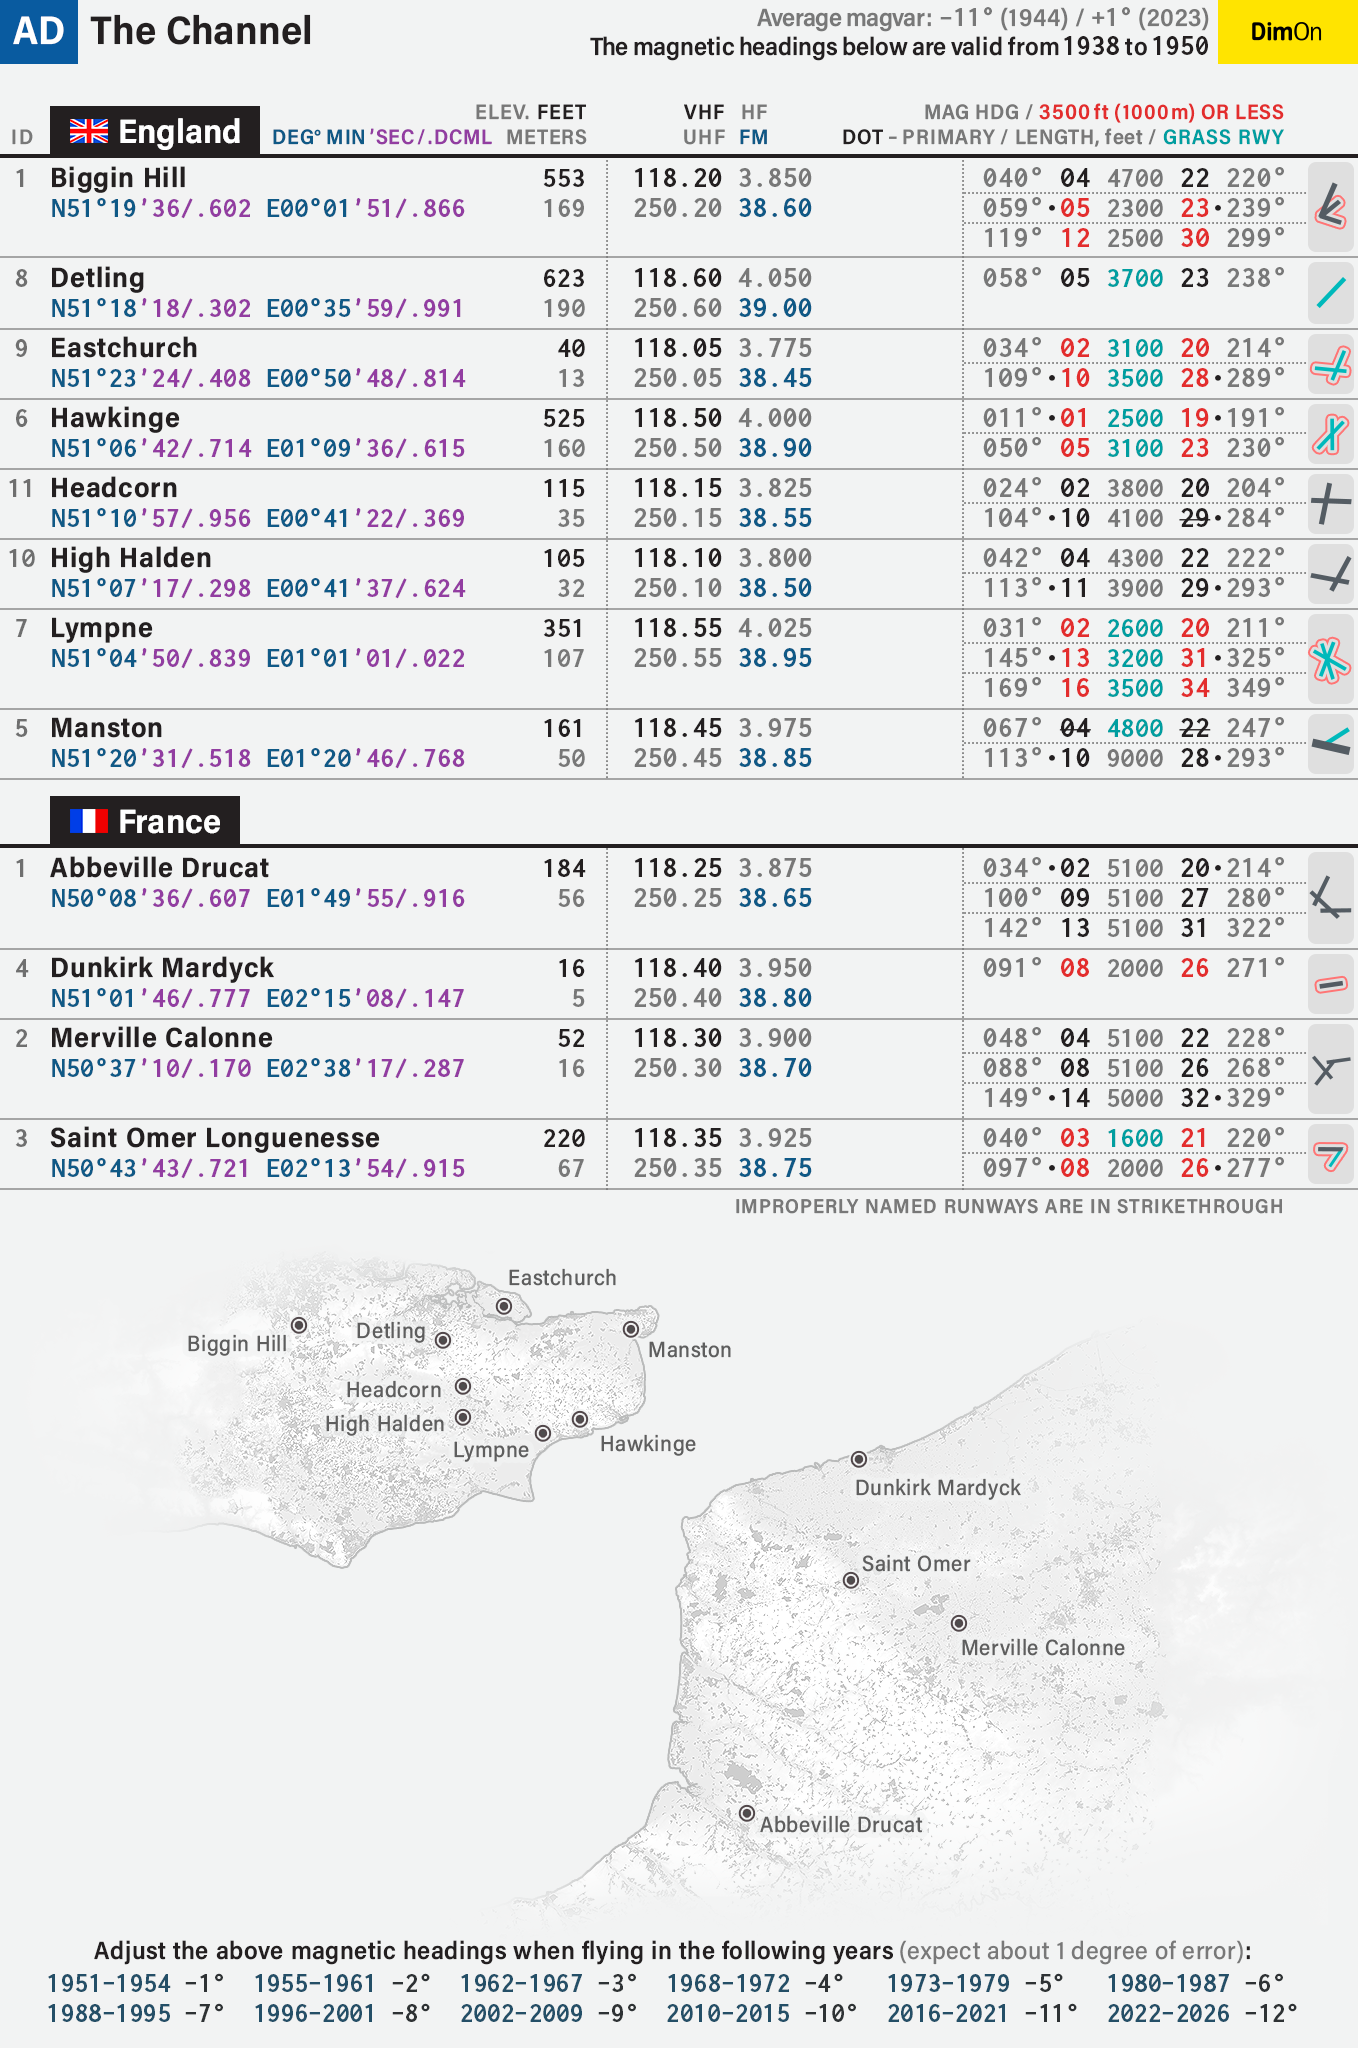 AD The Channel
Average magvar: −11° (1944) / +1° (2023)
The magnetic headings below are valid from 1938 to 1950
DimOn
ELEV. FEET VHF HF MAG HDG / 3500 ft (1000 m) OR LESS
ID England DEG° MIN 'SEC/.DCML METERS UHF FM DOT – PRIMARY / LENGTH, feet / GRASS RWY
1 Biggin Hill 553 118.20 3.850 040° 04 4700 22 220°
N51°19'36/.602 E00°01'51/.866 169 250.20 38.60 059°·05 2300 23·239°
119° 12 2500 30 299°
8 Detling 623 118.60 4.050 058° 05 3700 23 238°
N51°18'18/.302 E00°35'59/.991 190 250.60 39.00
9 Eastchurch 40 118.05 3.775 034° 02 3100 20 214°
N51°23'24/.408 E00°50'48/.814 13 250.05 38.45 109°·10 3500 28·289°
6 Hawkinge 525 118.50 4.000 011°·01 2500 19·191°
N51°06'42/.714 E01°09'36/.615 160 250.50 38.90 050° 05 3100 23 230°
11 Headcorn 115 118.15 3.825 024° 02 3800 20 204°
N51°10'57/.956 E00°41'22/.369 35 250.15 38.55 104°·10 4100 29·284°
10 High Halden 105 118.10 3.800 042° 04 4300 22 222°
N51°07'17/.298 E00°41'37/.624 32 250.10 38.50 113°·11 3900 29·293°
7 Lympne 351 118.55 4.025 031° 02 2600 20 211°
N51°04'50/.839 E01°01'01/.022 107 250.55 38.95 145°·13 3200 31·325°
169° 16 3500 34 349°
5 Manston 161 118.45 3.975 067° 04 4800 22 247°
N51°20'31/.518 E01°20'46/.768 50 250.45 38.85 113°·10 9000 28·293°
France
1 Abbeville Drucat 184 118.25 3.875 034°·02 5100 20·214°
N50°08'36/.607 E01°49'55/.916 56 250.25 38.65 100° 09 5100 27 280°
142° 13 5100 31 322°
4 Dunkirk Mardyck 16 118.40 3.950 091° 08 2000 26 271°
N51°01'46/.777 E02°15'08/.147 5 250.40 38.80
2 Merville Calonne 52 118.30 3.900 048° 04 5100 22 228°
N50°37'10/.170 E02°38'17/.287 16 250.30 38.70 088° 08 5100 26 268°
149°·14 5000 32·329°
3 Saint Omer Longuenesse 220 118.35 3.925 040° 03 1600 21 220°
N50°43'43/.721 E02°13'54/.915 67 250.35 38.75 097°·08 2000 26·277°
IMPROPERLY NAMED RUNWAYS ARE IN STRIKETHROUGH
Eastchurch
Biggin Hill
Detling
Manston
Headcorn
High Halden
Lympne
Hawkinge
Dunkirk Mardyck
Saint Omer
Merville Calonne
Abbeville Drucat
Adjust the above magnetic headings when flying in the following years (expect about 1 degree of error):
1951–1954 −1° 1955–1961 −2° 1962–1967 −3° 1968–1972 −4° 1973–1979 −5° 1980–1987 −6°
1988–1995 −7° 1996–2001 −8° 2002–2009 −9° 2010–2015 −10° 2016–2021 −11° 2022–2026 −12°